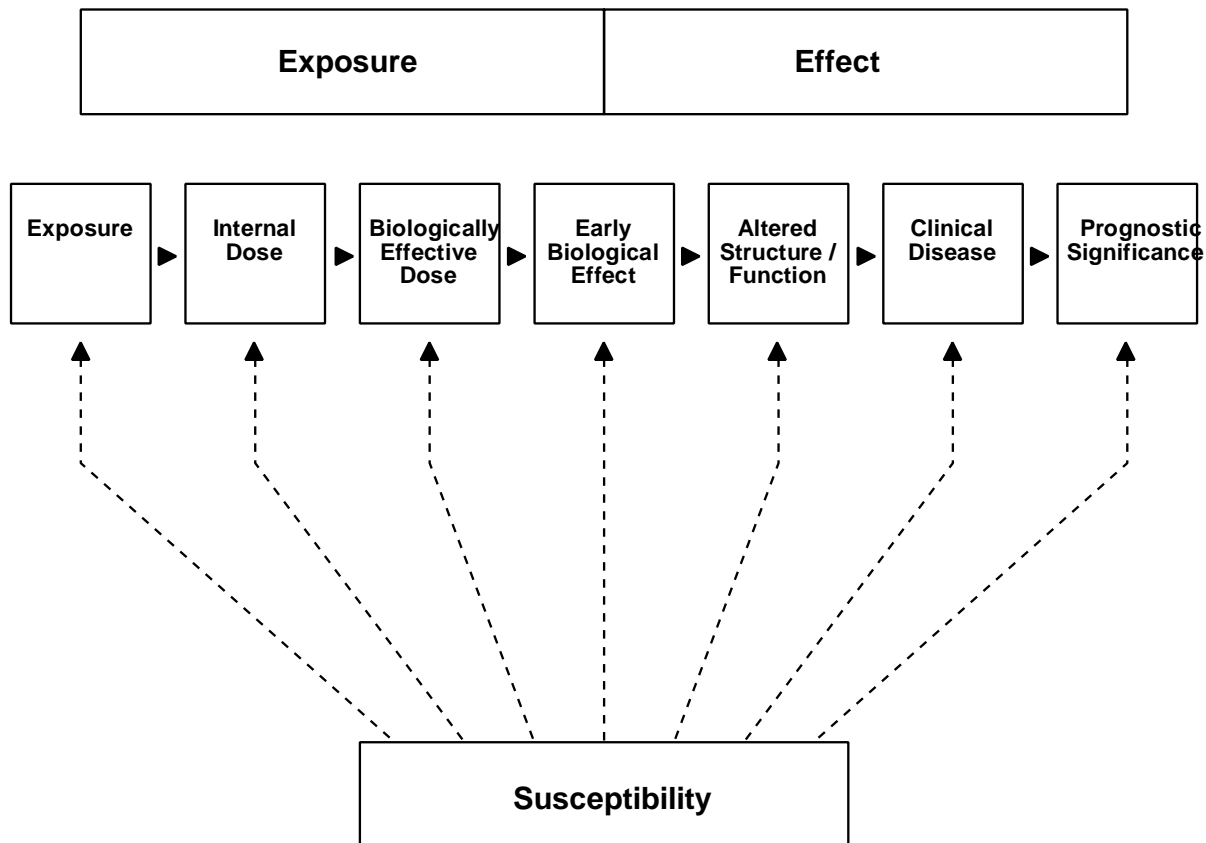 Exposure
Effect
Exposure
Internal
Dose
Biologically
Effective
Dose
Early
Biological
Effect
Altered
Structure /
Function
Clinical
Disease
Prognostic
Significance
Susceptibility